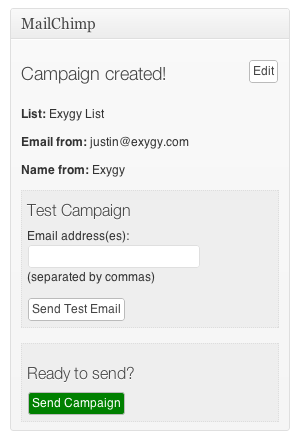 MailChimp
Campaign created!
Edit
List: Exygy List
Email from: justin@exygy.com
Name from: Exygy
Test Campaign
Email address(es):
(separated by commas)
Send Test Email
Ready to send?
Send Campaign